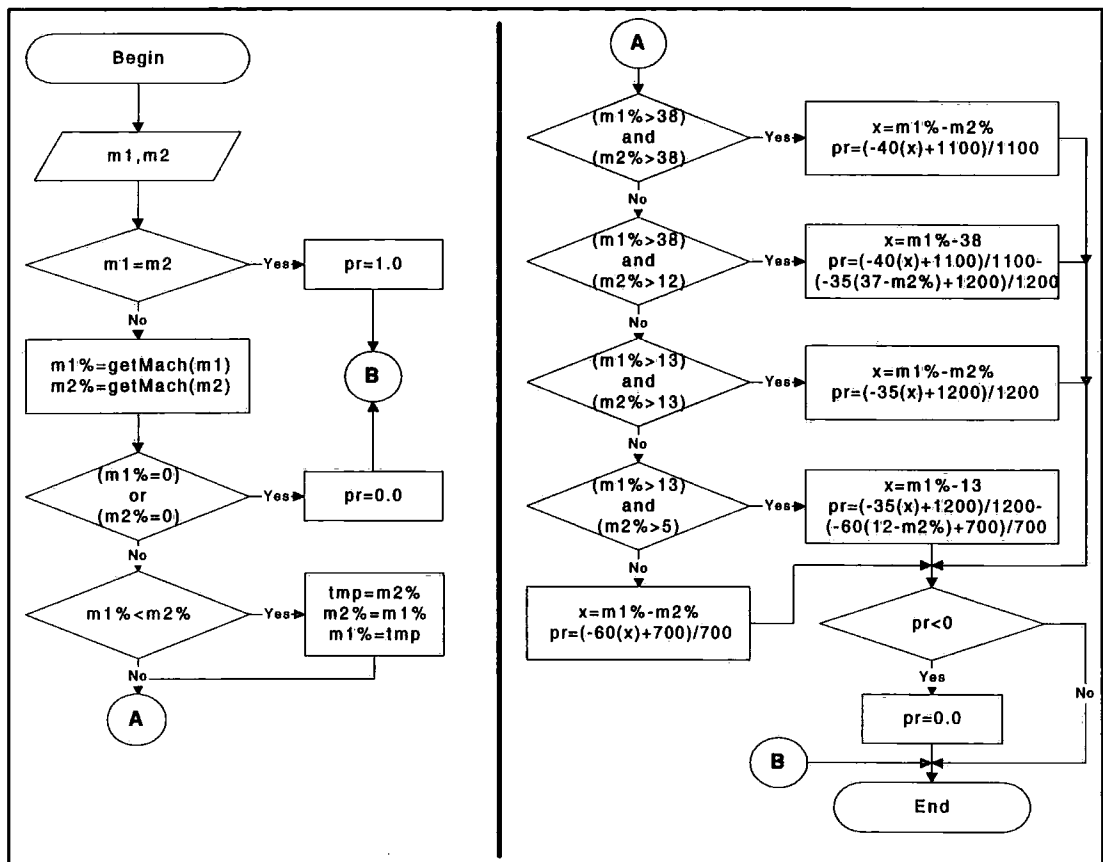 Begin
m1,m2
m1=m2
Yes
pr=1.0
No
m1%=getMach(m1)
m2%=getMach(m2)
B
(m1%=0)
or
(m2%=0)
Yes
pr=0.0
No
m1%<m2%
Yes
tmp=m2%
m2%=m1%
m1%=tmp
No
A
A
(m1%>38)
and
(m2%>38)
Yes
x=m1%-m2%
pr=(-40(x)+1100)/1100
No
(m1%>38)
and
(m2%>12)
Yes
x=m1%-38
pr=(-40(x)+1100)/1100-
(-35(37-m2%)+1200)/1200
No
(m1%>13)
and
(m2%>13)
Yes
x=m1%-m2%
pr=(-35(x)+1200)/1200
No
(m1%>13)
and
(m2%>5)
Yes
x=m1%-13
pr=(-35(x)+1200)/1200-
(-60(12-m2%)+700)/700
No
x=m1%-m2%
pr=(-60(x)+700)/700
pr<0
Yes
No
pr=0.0
B
End